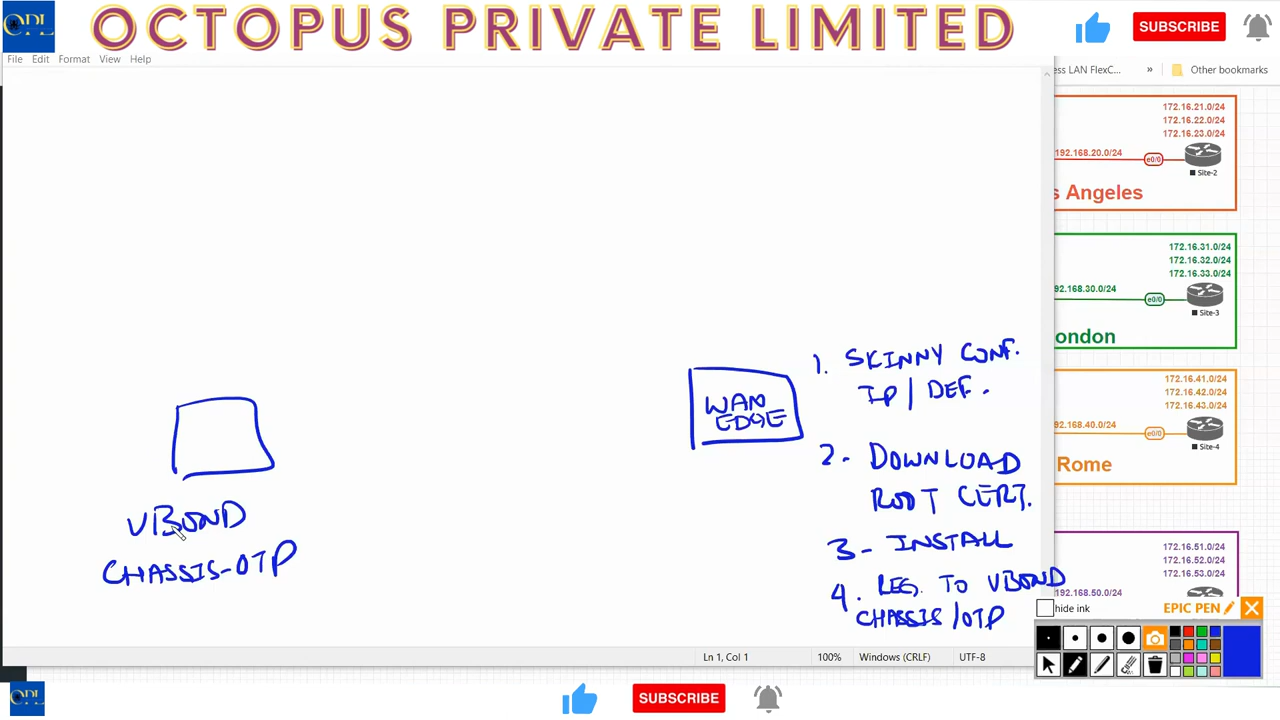 OPL
OCTOPUS PRIVATE LIMITED
SUBSCRIBE
File Edit Format View Help
ess LAN FlexC...
»
Other bookmarks
172.16.21.0/24
172.16.22.0/24
172.16.23.0/24
192.168.20.0/24
e0/0
Site-2
s Angeles
172.16.31.0/24
172.16.32.0/24
172.16.33.0/24
92.168.30.0/24
e0/0
Site-3
ondon
172.16.41.0/24
172.16.42.0/24
172.16.43.0/24
92.168.40.0/24
e0/0
Site-4
Rome
172.16.51.0/24
172.16.52.0/24
172.16.53.0/24
92.168.50.0/24
WAN
EDGE
1. SKINNY CONF.
IP / DEF.
2- DOWNLOAD
ROOT CERT.
3- INSTALL
4. REG. TO VBOND
CHASSIS/OTP
VBOND
CHASSIS-OTP
hide ink
EPIC PEN
Ln 1, Col 1
100%
Windows (CRLF)
UTF-8
OPL
SUBSCRIBE